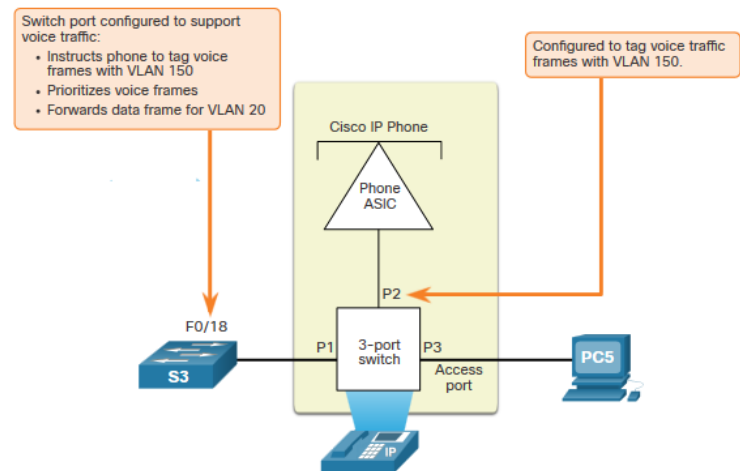 Switch port configured to support
voice traffic:
• Instructs phone to tag voice
frames with VLAN 150
• Prioritizes voice frames
• Forwards data frame for VLAN 20
Configured to tag voice traffic
frames with VLAN 150.
Cisco IP Phone
Phone
ASIC
P2
F0/18
P1
3-port
switch
P3
Access
port
S3
PC5
IP